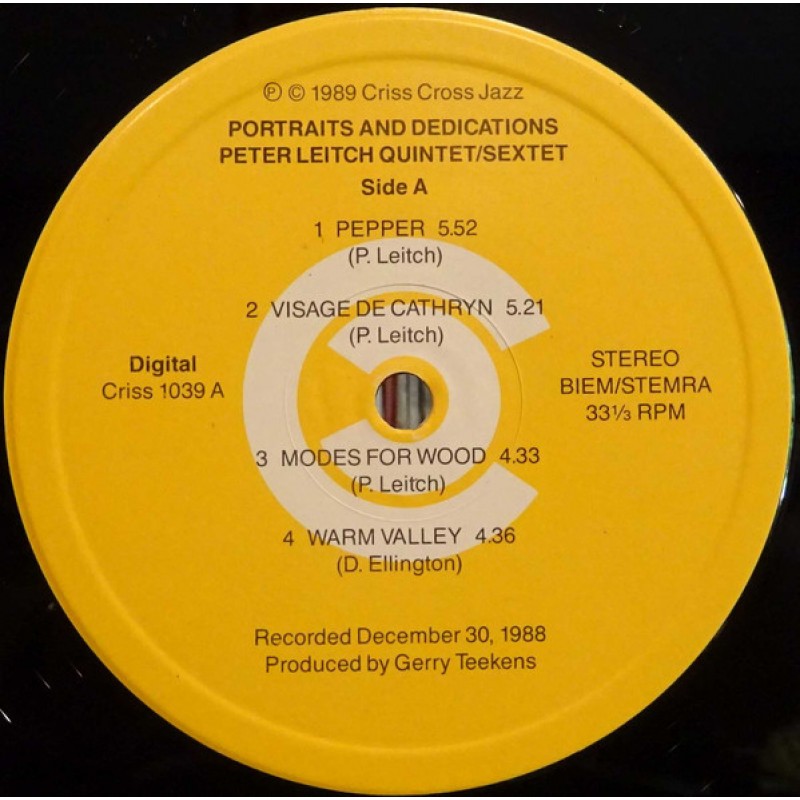 ℗ © 1989 Criss Cross Jazz
PORTRAITS AND DEDICATIONS
PETER LEITCH QUINTET/SEXTET
Side A
1 PEPPER 5.52
(P. Leitch)
2 VISAGE DE CATHRYN 5.21
(P. Leitch)
Digital
Criss 1039 A
STEREO
BIEM/STEMRA
33⅓ RPM
3 MODES FOR WOOD 4.33
(P. Leitch)
4 WARM VALLEY 4.36
(D. Ellington)
Recorded December 30, 1988
Produced by Gerry Teekens